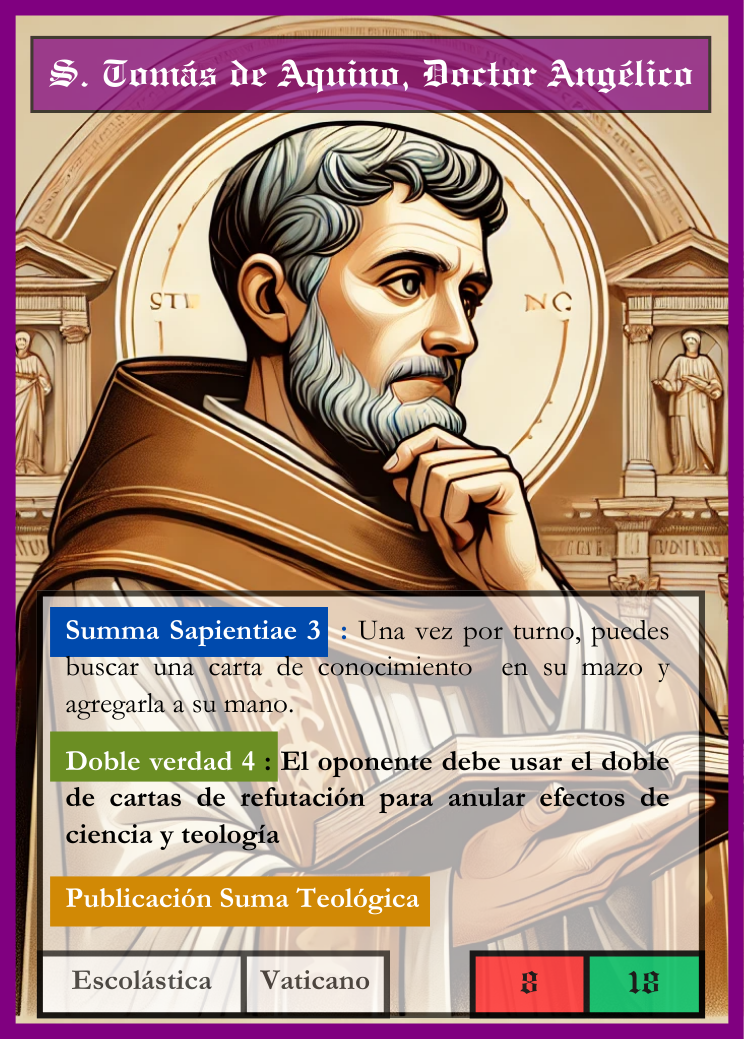 S. Tomás de Aquino, Doctor Angélico
Summa Sapientiae 3 : Una vez por turno, puedes
buscar una carta de conocimiento en su mazo y
agregarla a su mano.
Doble verdad 4 : El oponente debe usar el doble
de cartas de refutación para anular efectos de
ciencia y teología
Publicación Suma Teológica
Escolástica
Vaticano
8
18